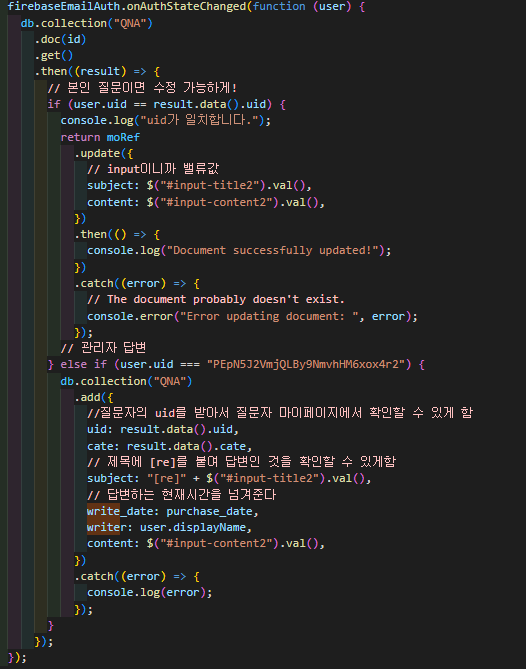 firebaseEmailAuth.onAuthStateChanged(function (user) {
db.collection("QNA")
.doc(id)
.get()
.then((result) => {
// 본인 질문이면 수정 가능하게!
if (user.uid == result.data().uid) {
console.log("uid가 일치합니다.");
return moRef
.update({
// input이니까 밸류값
subject: $("#input-title2").val(),
content: $("#input-content2").val(),
})
.then(() => {
console.log("Document successfully updated!");
})
.catch((error) => {
// The document probably doesn't exist.
console.error("Error updating document: ", error);
});
// 관리자 답변
} else if (user.uid === "PEpN5J2VmjQLBy9NmvhHM6xox4r2") {
db.collection("QNA")
.add({
//질문자의 uid를 받아서 질문자 마이페이지에서 확인할 수 있게 함
uid: result.data().uid,
cate: result.data().cate,
// 제목에 [re]를 붙여 답변인 것을 확인할 수 있게함
subject: "[re]" + $("#input-title2").val(),
// 답변하는 현재시간을 넘겨준다
write_date: purchase_date,
writer: user.displayName,
content: $("#input-content2").val(),
})
.catch((error) => {
console.log(error);
});
}
});
});